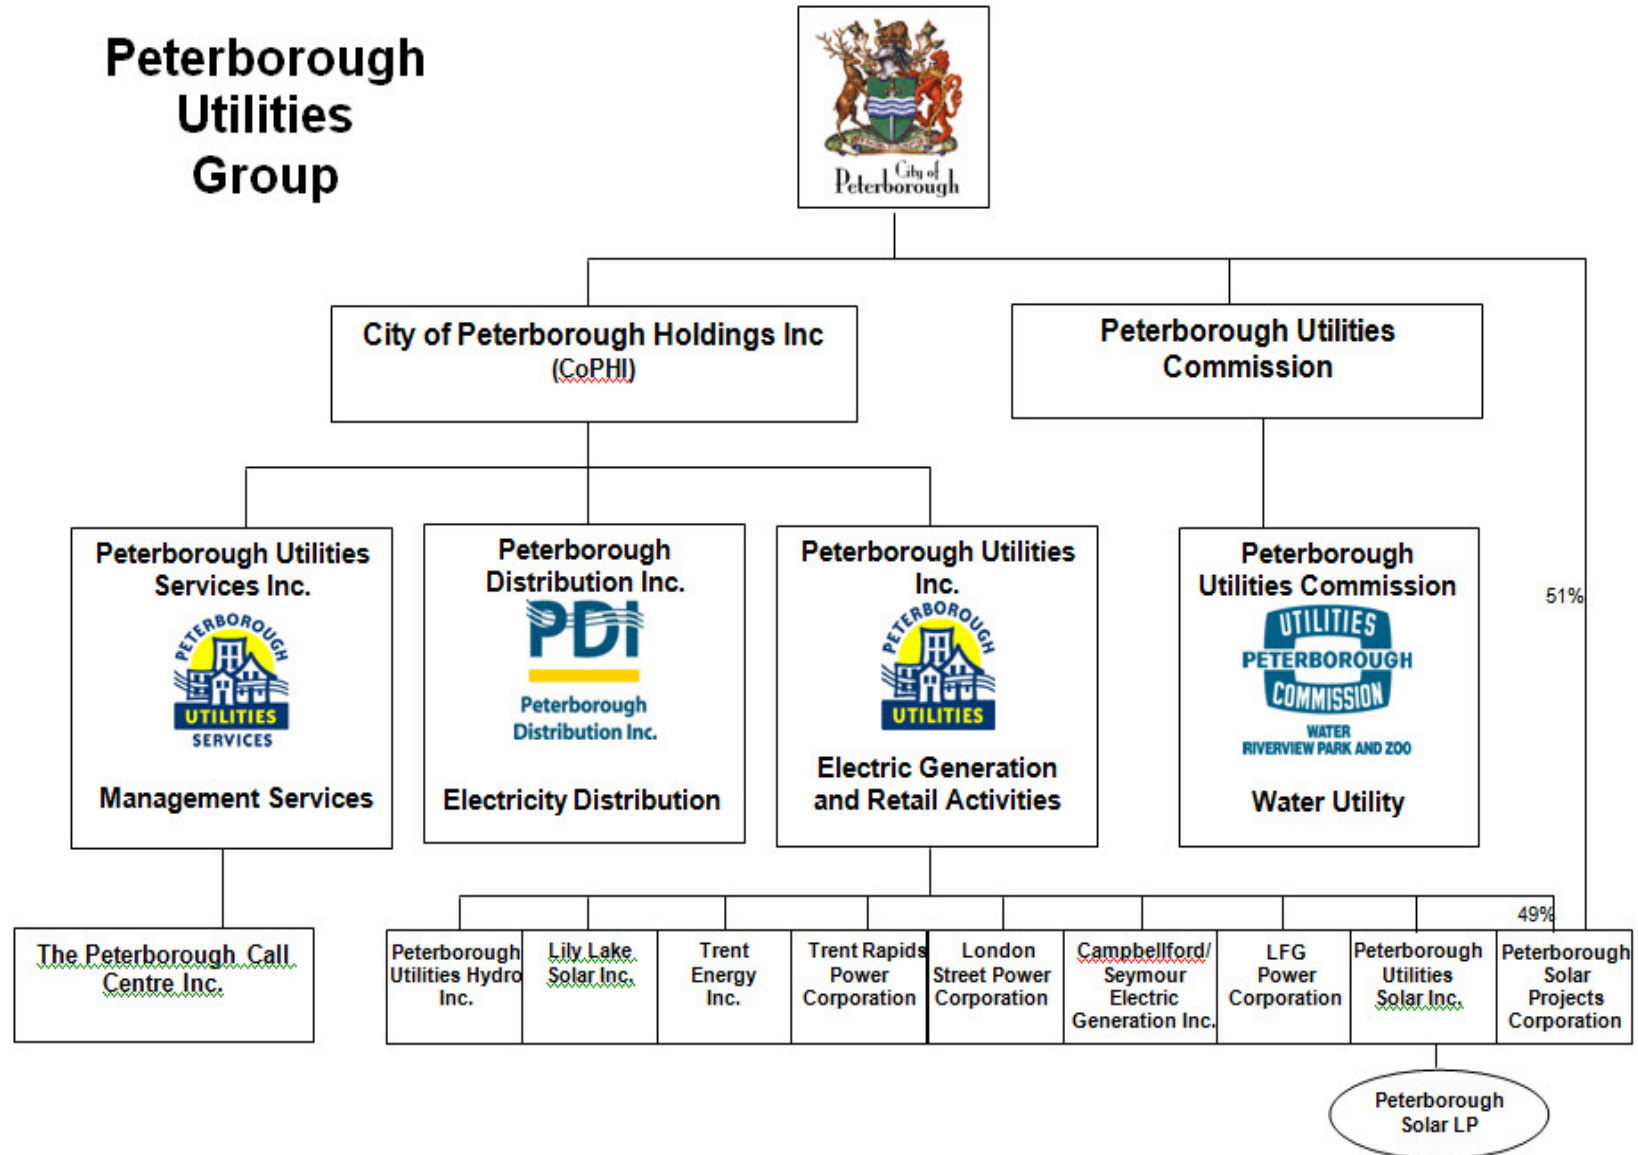 Peterborough
Utilities
Group
City of
Peterborough
City of Peterborough Holdings Inc
(CoPHI)
Peterborough Utilities
Commission
Peterborough Utilities
Services Inc.
PETERBOROUGH
UTILITIES
SERVICES
Management Services
Peterborough
Distribution Inc.
PDI
Peterborough
Distribution Inc.
Electricity Distribution
Peterborough Utilities
Inc.
PETERBOROUGH
UTILITIES
Electric Generation
and Retail Activities
Peterborough
Utilities Commission
UTILITIES
PETERBOROUGH
COMMISSION
WATER
RIVERVIEW PARK AND ZOO
Water Utility
51%
49%
The Peterborough Call
Centre Inc.
Peterborough
Utilities Hydro
Inc.
Lily Lake
Solar Inc.
Trent
Energy
Inc.
Trent Rapids
Power
Corporation
London
Street Power
Corporation
Campbellford/
Seymour
Electric
Generation Inc.
LFG
Power
Corporation
Peterborough
Utilities
Solar Inc.
Peterborough
Solar
Projects
Corporation
Peterborough
Solar LP